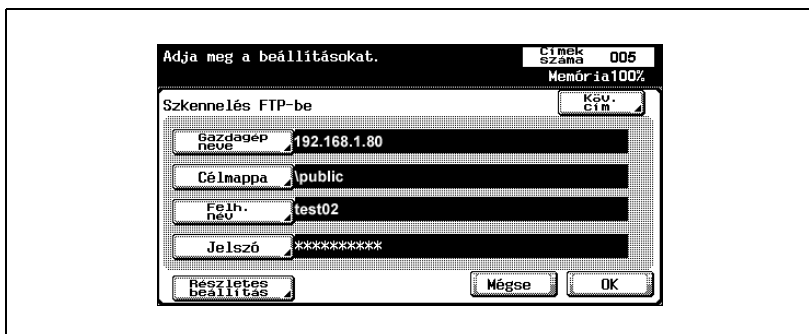 Adja meg a beállításokat.
Címek száma 005
Memória100%
Szkennelés FTP-be
Köv. cím
Gazdagép neve 192.168.1.80
Célmappa \public
Felh. név test02
Jelszó **********
Részletes beállítás
Mégse
OK